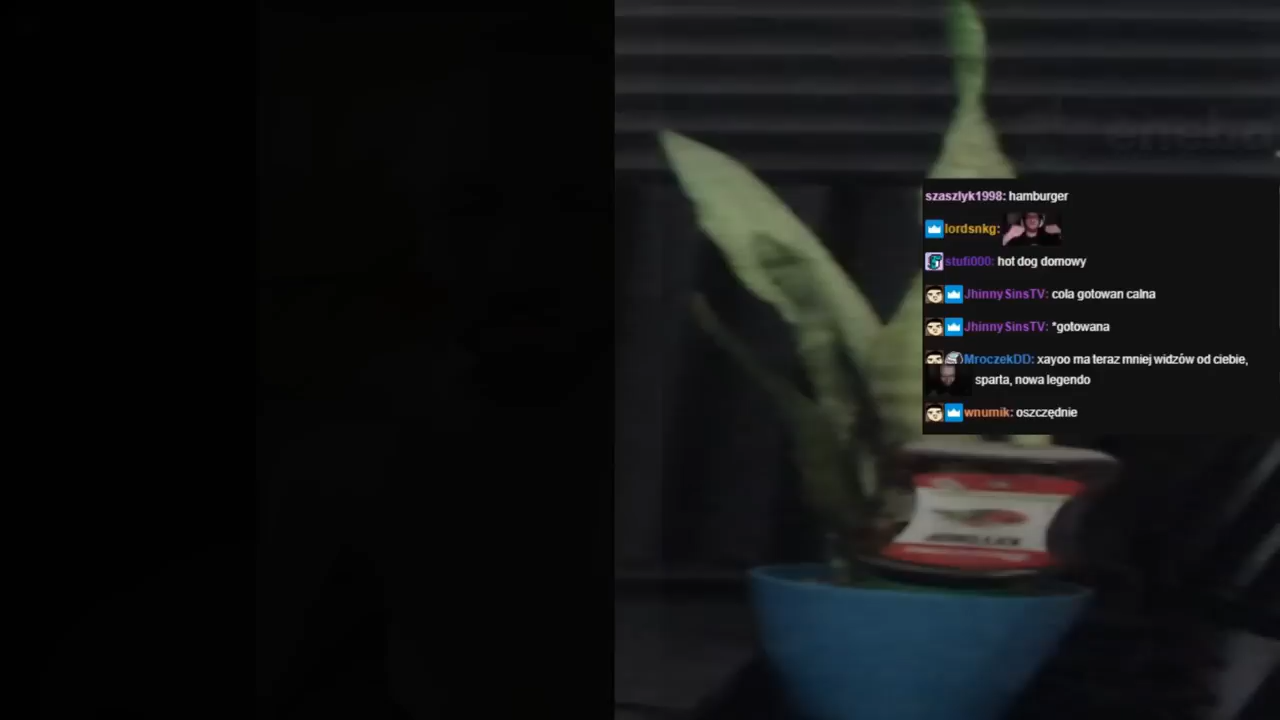 eneba
szaszlyk1998: hamburger
lordsnkg:
stufi000: hot dog domowy
JhinnySinsTV: cola gotowan calna
JhinnySinsTV: *gotowana
MroczekDD: xayoo ma teraz mniej widzów od ciebie,
sparta, nowa legendo
wnumik: oszczędnie